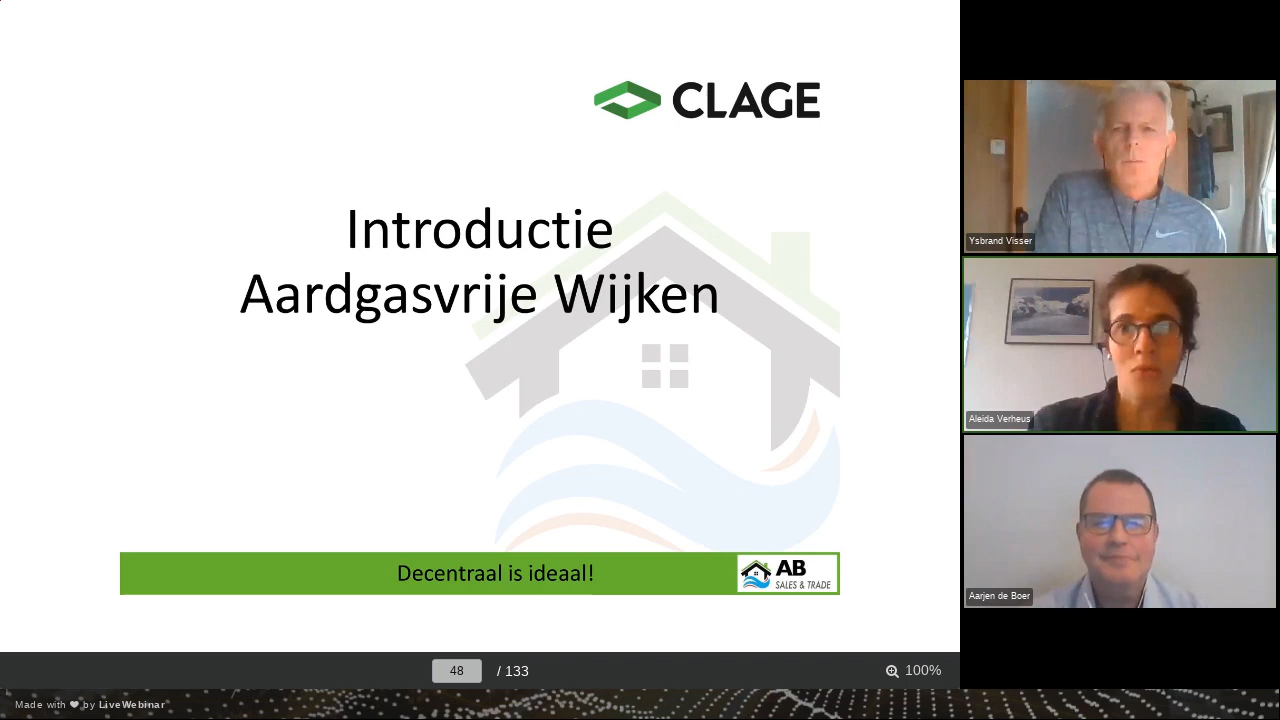 CLAGE
Introductie
Aardgasvrije Wijken
Decentraal is ideaal!
AB
SALES & TRADE
48 / 133
100%
Ysbrand Visser
Aleida Verheus
Aarjen de Boer
Made with ❤ by LiveWebinar